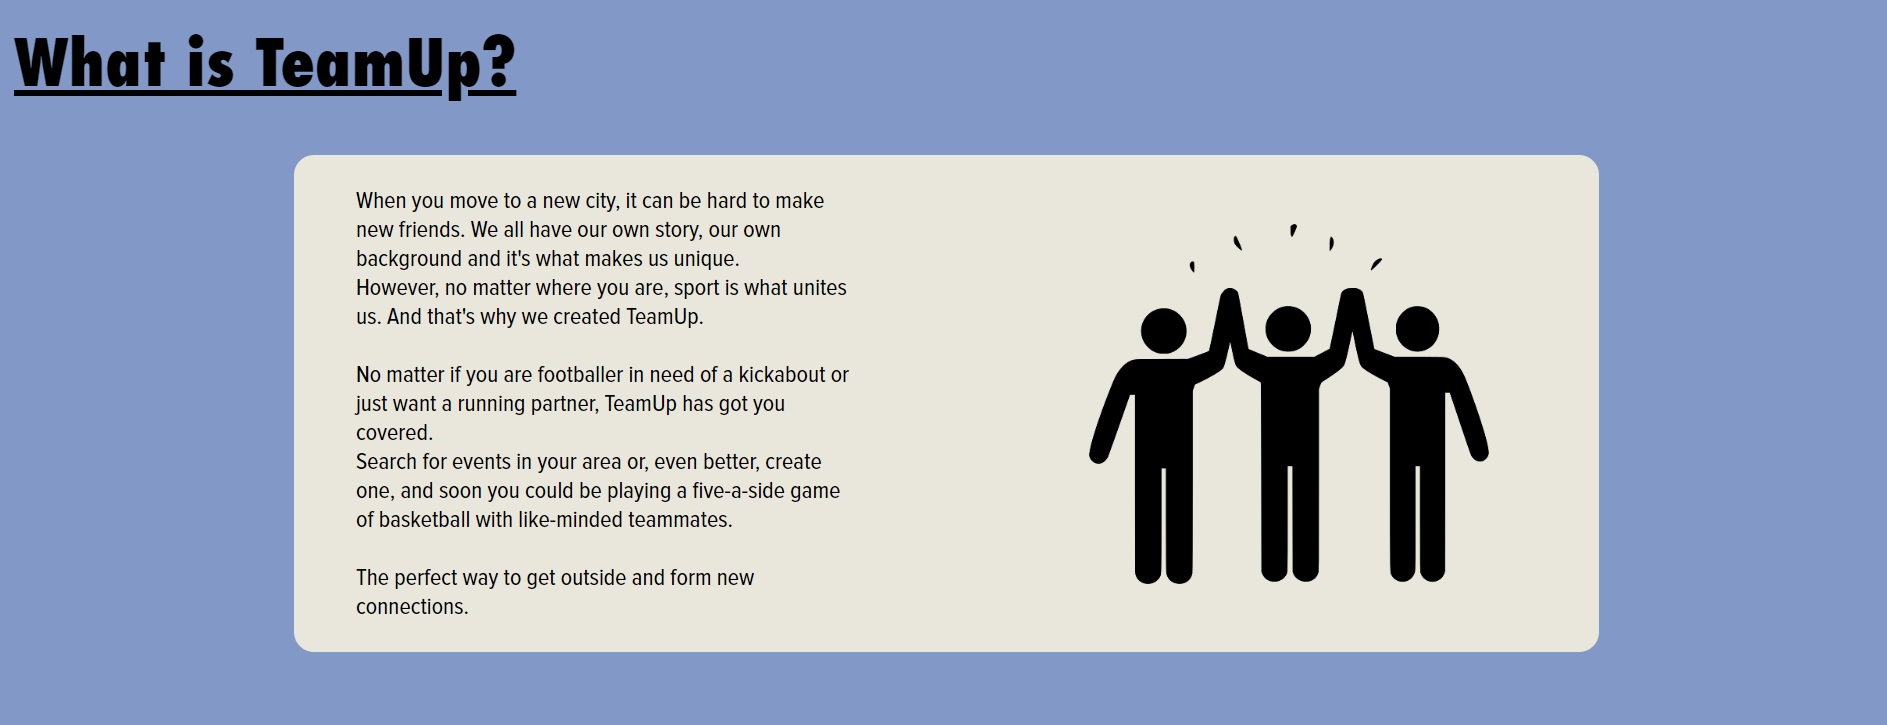 What is TeamUp?
When you move to a new city, it can be hard to make
new friends. We all have our own story, our own
background and it's what makes us unique.
However, no matter where you are, sport is what unites
us. And that's why we created TeamUp.
No matter if you are footballer in need of a kickabout or
just want a running partner, TeamUp has got you
covered.
Search for events in your area or, even better, create
one, and soon you could be playing a five-a-side game
of basketball with like-minded teammates.
The perfect way to get outside and form new
connections.